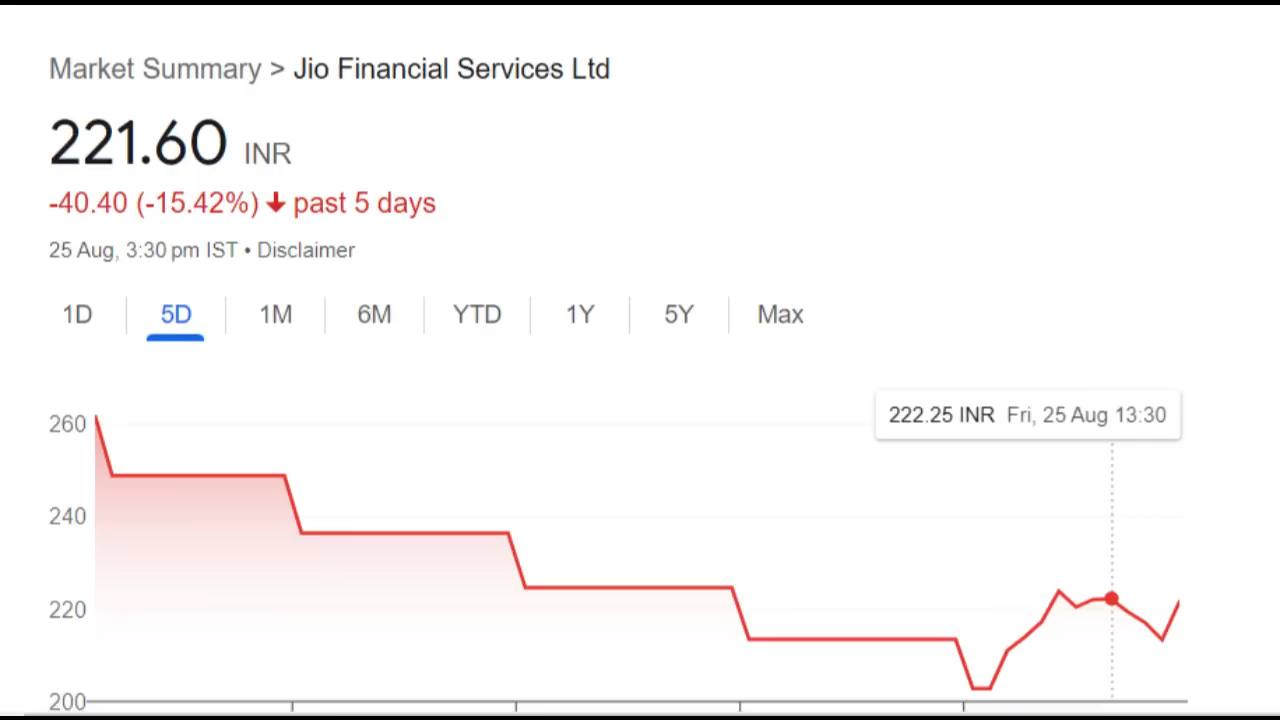 Market Summary > Jio Financial Services Ltd
221.60 INR
-40.40 (-15.42%) ↓ past 5 days
25 Aug, 3:30 pm IST • Disclaimer
1D 5D 1M 6M YTD 1Y 5Y Max
222.25 INR Fri, 25 Aug 13:30
260
240
220
200